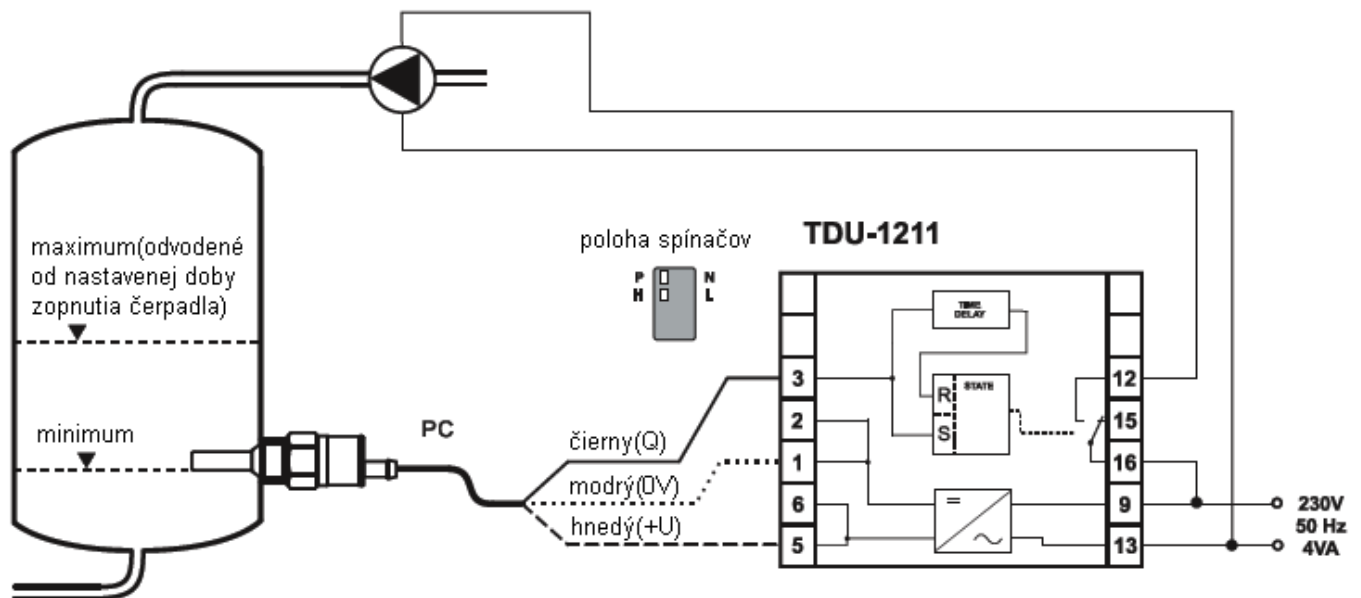 maximum(odvodené
od nastavenej doby
zopnutia čerpadla)
minimum
PC
čierny(Q)
modrý(0V)
hnedý(+U)
poloha spínačov
P N
H L
TDU-1211
TIME
DELAY
R
S
STATE
3
2
1
6
5
12
15
16
9
13
230V
50 Hz
4VA